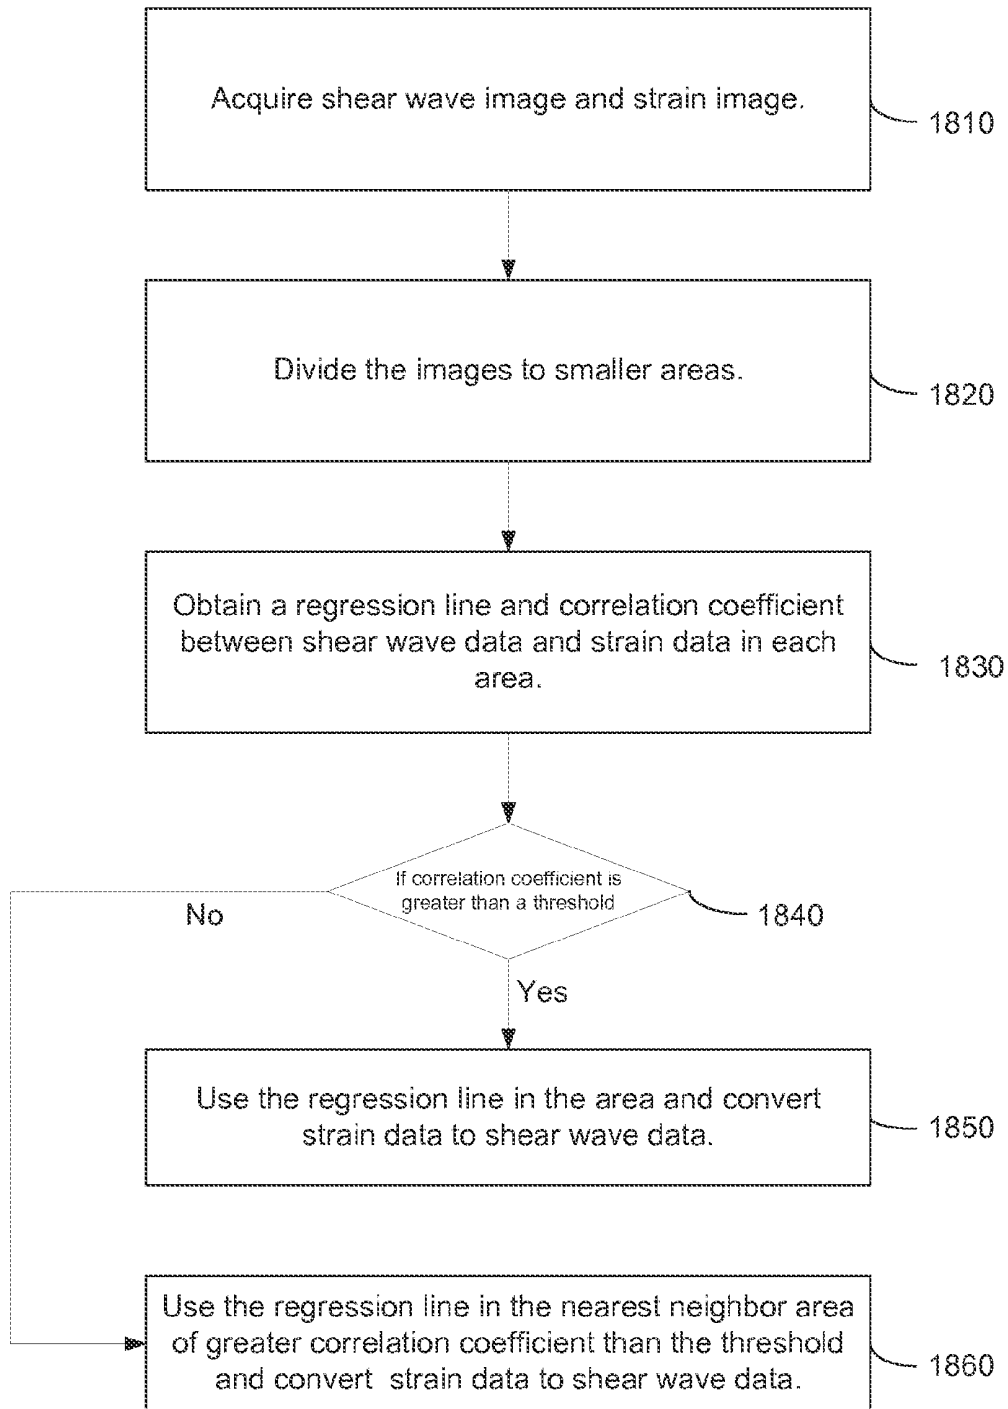 Acquire shear wave image and strain image.
1810
Divide the images to smaller areas.
1820
Obtain a regression line and correlation coefficient
between shear wave data and strain data in each
area.
1830
If correlation coefficient is
greater than a threshold
1840
No
Yes
Use the regression line in the area and convert
strain data to shear wave data.
1850
Use the regression line in the nearest neighbor area
of greater correlation coefficient than the threshold
and convert strain data to shear wave data.
1860